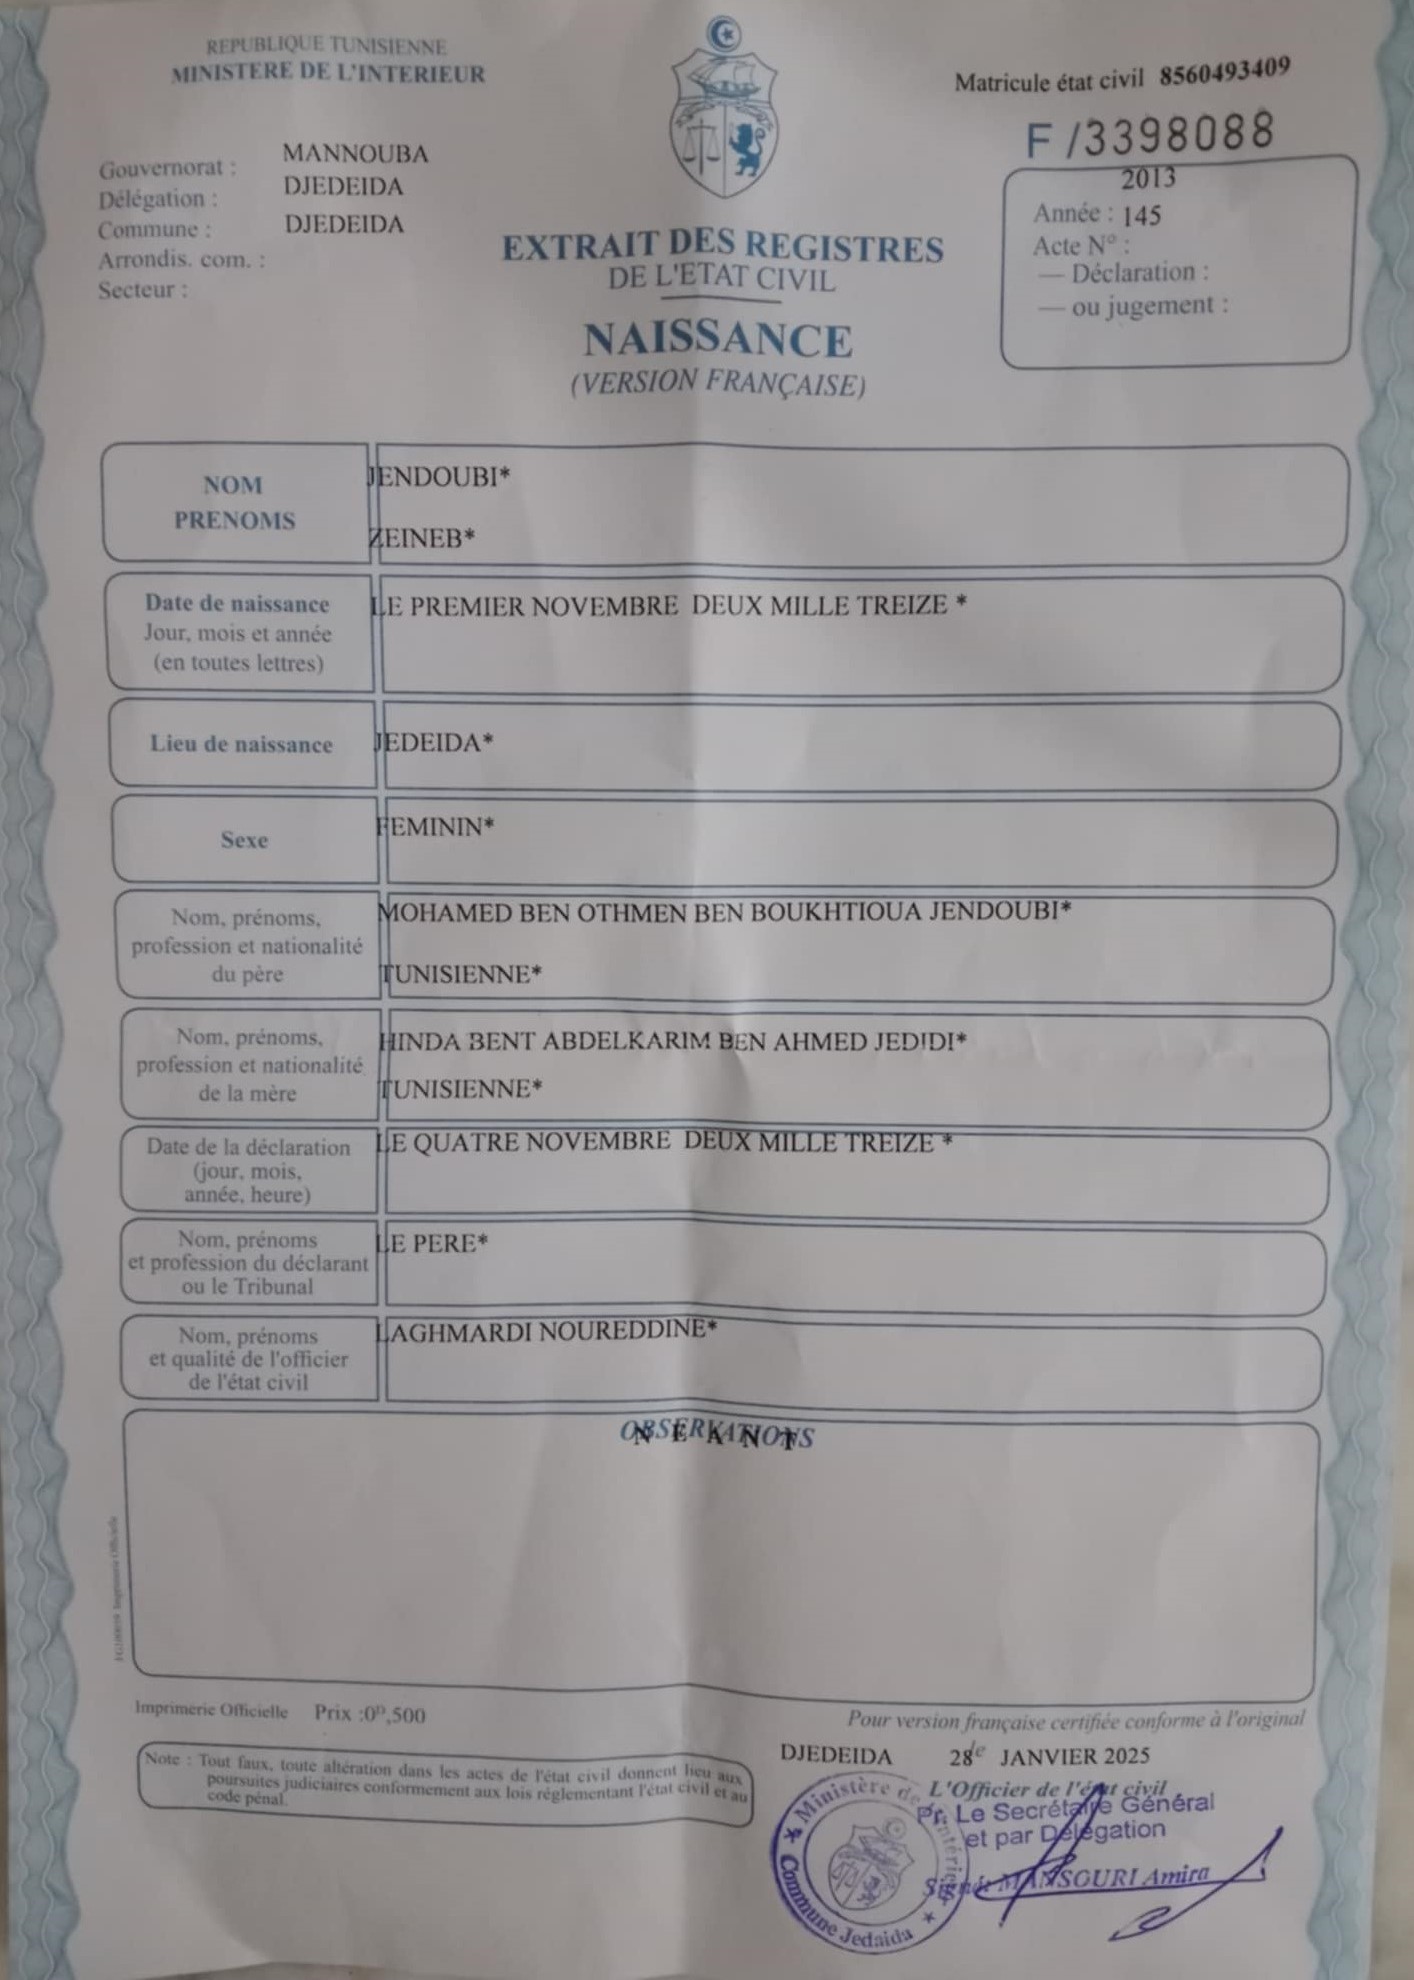 REPUBLIQUE TUNISIENNE
MINISTERE DE L'INTERIEUR
Matricule état civil 8560493409
F/3398088
Gouvernorat : MANNOUBA
Délégation : DJEDEIDA
Commune : DJEDEIDA
Arrondis. com. :
Secteur :
2013
Année : 145
Acte N° :
— Déclaration :
— ou jugement :
EXTRAIT DES REGISTRES
DE L'ETAT CIVIL
NAISSANCE
(VERSION FRANÇAISE)
NOM
PRENOMS
JENDOUBI*
ZEINEB*
Date de naissance
Jour, mois et année
(en toutes lettres)
LE PREMIER NOVEMBRE DEUX MILLE TREIZE *
Lieu de naissance
JEDEIDA*
Sexe
FEMININ*
Nom, prénoms,
profession et nationalité
du père
MOHAMED BEN OTHMEN BEN BOUKHTIOUA JENDOUBI*
TUNISIENNE*
Nom, prénoms,
profession et nationalité
de la mère
HINDA BENT ABDELKARIM BEN AHMED JEDIDI*
TUNISIENNE*
Date de la déclaration
(jour, mois,
année, heure)
LE QUATRE NOVEMBRE DEUX MILLE TREIZE *
Nom, prénoms
et profession du déclarant
ou le Tribunal
LE PERE*
Nom, prénoms
et qualité de l'officier
de l'état civil
LAGHMARDI NOUREDDINE*
OBSERVATIONS
N E A N T
Imprimerie Officielle
Imprimerie Officielle Prix :0ᴰ,500
Pour version française certifiée conforme à l'original
Note : Tout faux, toute altération dans les actes de l'état civil donnent lieu aux
poursuites judiciaires conformement aux lois réglementant l'état civil et au
code pénal.
DJEDEIDA 28 le JANVIER 2025
L'Officier de l'état civil
Pr. Le Secrétaire Général
et par Délégation
Signé: MANSOURI Amira
Ministère de l'intérieur
Commune Jedaida